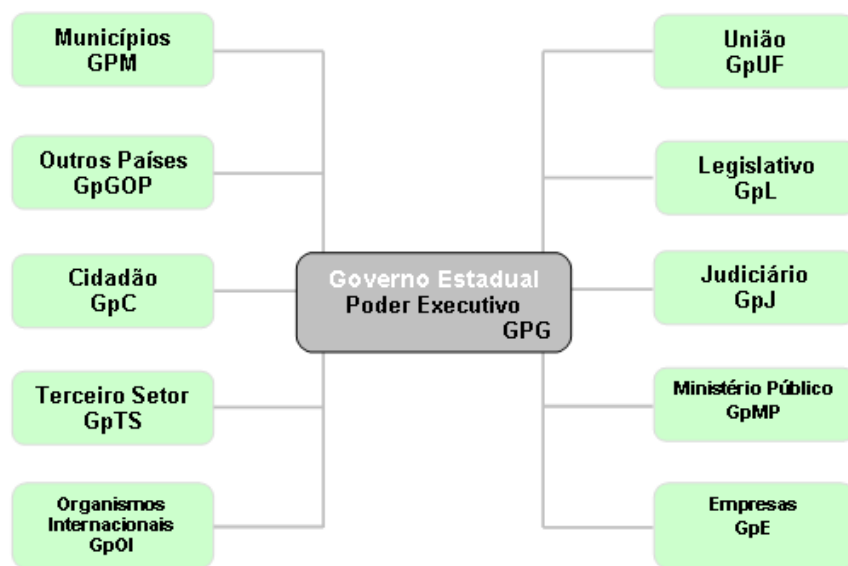 Municípios
GPM
Outros Países
GpGOP
Cidadão
GpC
Terceiro Setor
GpTS
Organismos
Internacionais
GpOI
Governo Estadual
Poder Executivo
GPG
União
GpUF
Legislativo
GpL
Judiciário
GpJ
Ministério Público
GpMP
Empresas
GpE